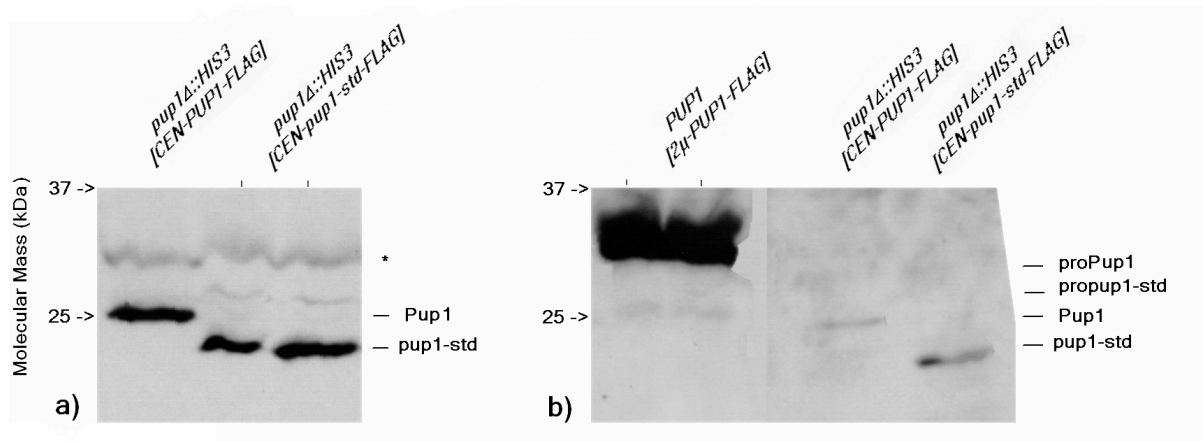 pup1Δ::HIS3
[CEN-PUP1-FLAG]
pup1Δ::HIS3
[CEN-pup1-std-FLAG]
PUP1
[2μ-PUP1-FLAG]
pup1Δ::HIS3
[CEN-PUP1-FLAG]
pup1Δ::HIS3
[CEN-pup1-std-FLAG]
Molecular Mass (kDa)
37 ->
25 ->
*
Pup1
pup1-std
a)
37 ->
25 ->
proPup1
propup1-std
Pup1
pup1-std
b)